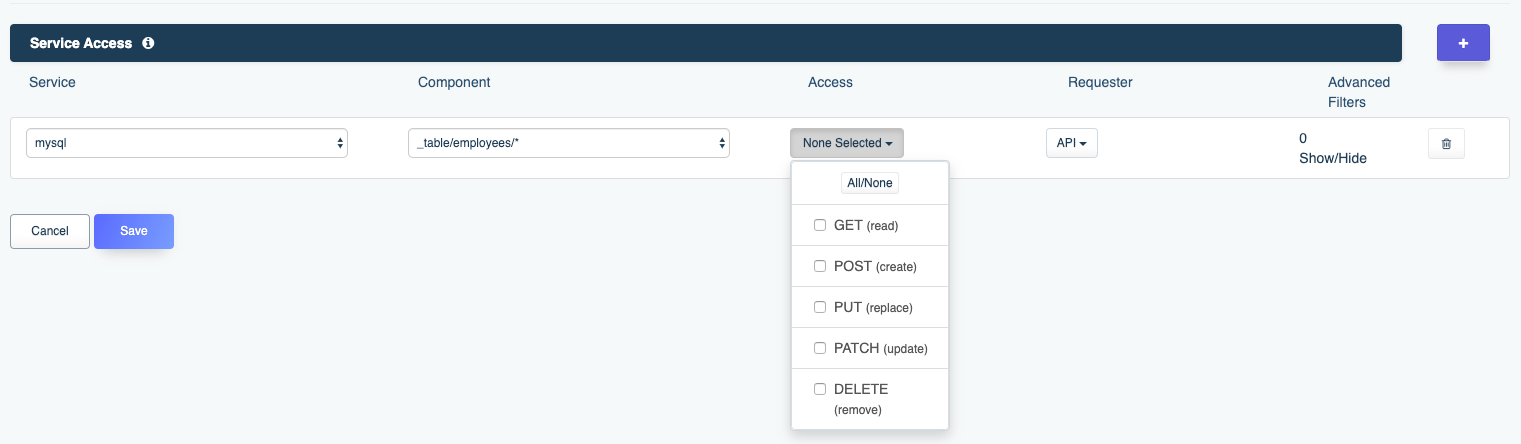 Service Access
+
Service
Component
Access
Requester
Advanced
Filters
mysql
_table/employees/*
None Selected
API
0
Show/Hide
All/None
GET (read)
POST (create)
PUT (replace)
PATCH (update)
DELETE
(remove)
Cancel
Save